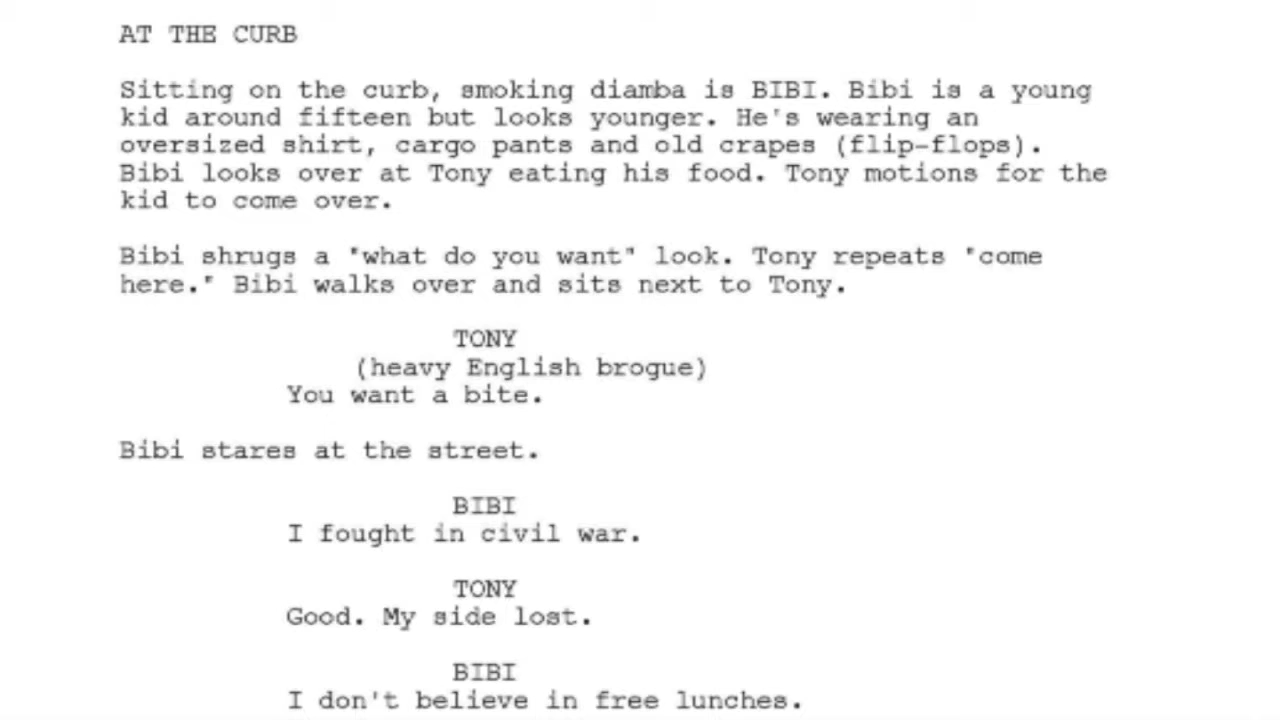 AT THE CURB
Sitting on the curb, smoking diamba is BIBI. Bibi is a young
kid around fifteen but looks younger. He's wearing an
oversized shirt, cargo pants and old crapes (flip-flops).
Bibi looks over at Tony eating his food. Tony motions for the
kid to come over.
Bibi shrugs a "what do you want" look. Tony repeats "come
here." Bibi walks over and sits next to Tony.
TONY
(heavy English brogue)
You want a bite.
Bibi stares at the street.
BIBI
I fought in civil war.
TONY
Good. My side lost.
BIBI
I don't believe in free lunches.